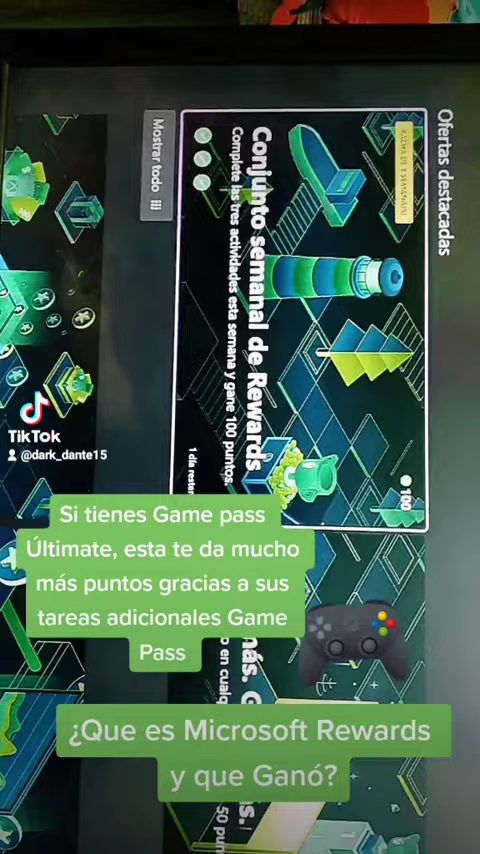 Ofertas destacadas
RACHA DE 1 SEMANA(S)
100
Conjunto semanal de Rewards
Complete las tres actividades esta semana y gane 100 puntos.
1 día
Mostrar todo
TikTok
@dark_dante15
Si tienes Game pass
Últimate, esta te da mucho
más puntos gracias a sus
tareas adicionales Game
Pass
¿Que es Microsoft Rewards
y que Ganó?